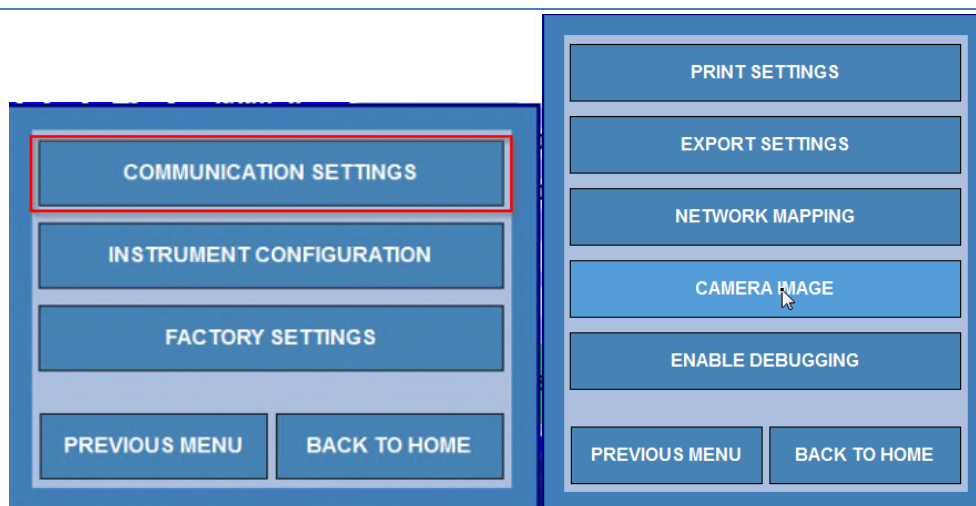 COMMUNICATION SETTINGS
INSTRUMENT CONFIGURATION
FACTORY SETTINGS
PREVIOUS MENU
BACK TO HOME
PRINT SETTINGS
EXPORT SETTINGS
NETWORK MAPPING
CAMERA IMAGE
ENABLE DEBUGGING
PREVIOUS MENU
BACK TO HOME